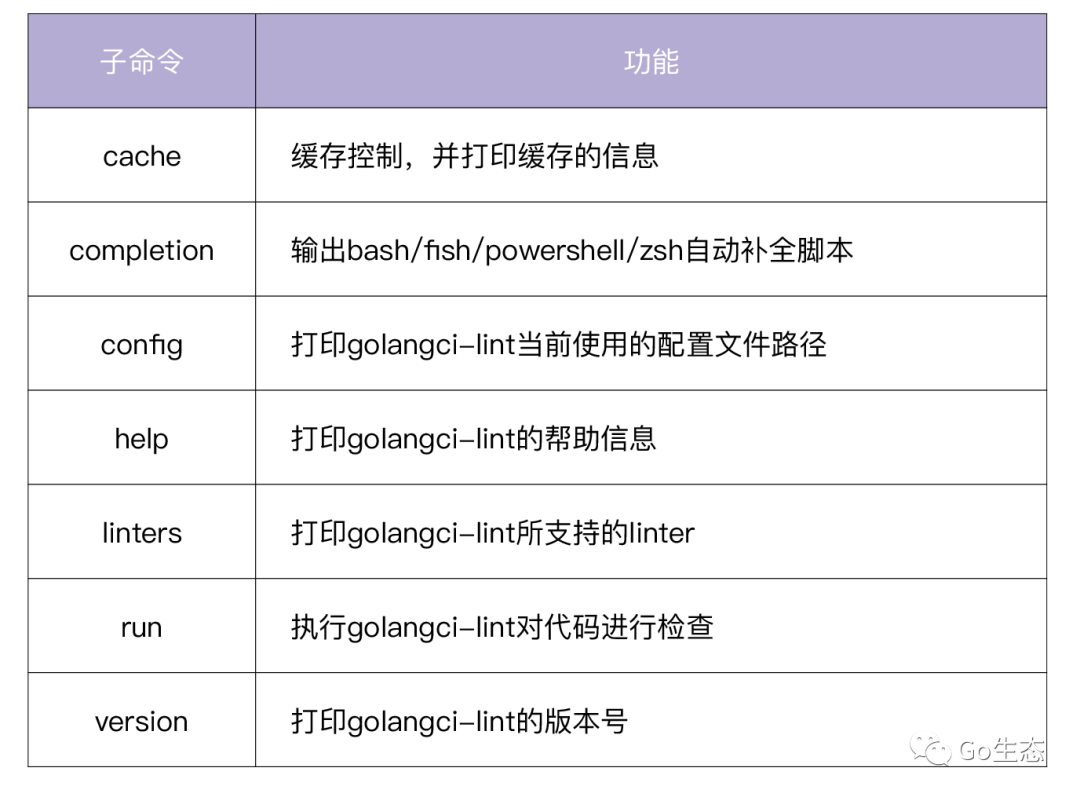 子命令 功能
cache 缓存控制，并打印缓存的信息
completion 输出bash/fish/powershell/zsh自动补全脚本
config 打印golangci-lint当前使用的配置文件路径
help 打印golangci-lint的帮助信息
linters 打印golangci-lint所支持的linter
run 执行golangci-lint对代码进行检查
version 打印golangci-lint的版本号
Go生态